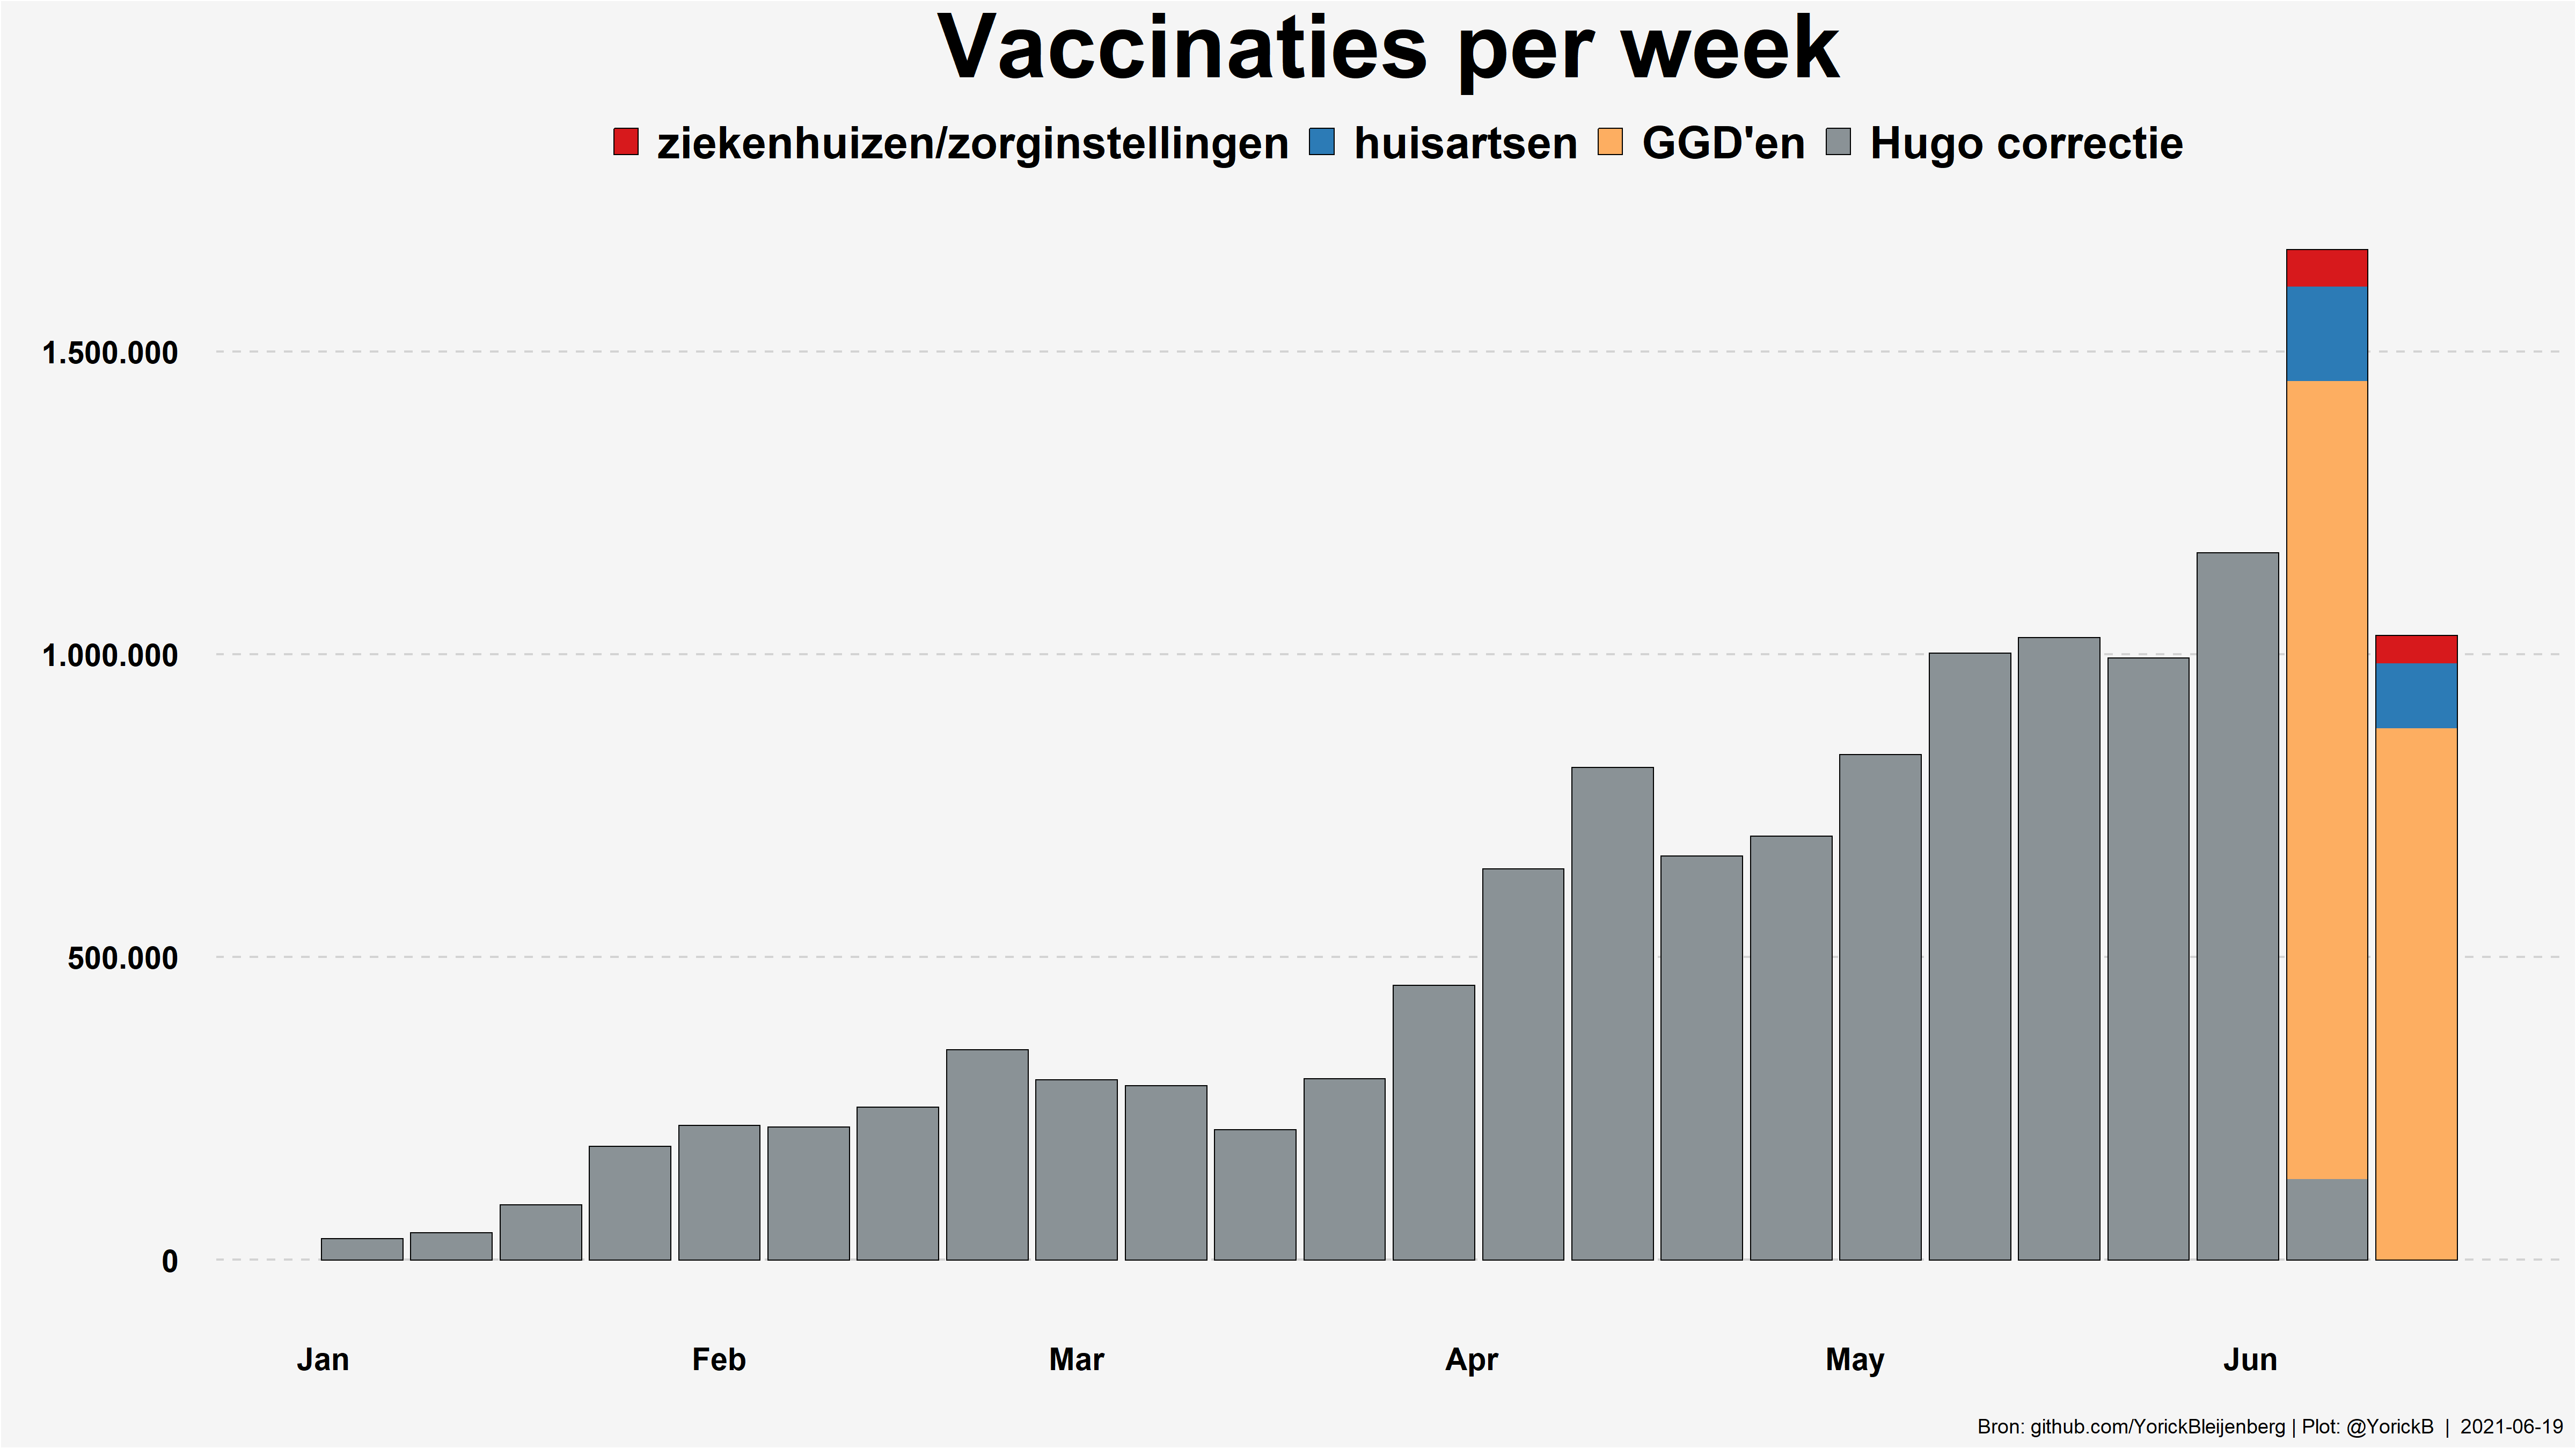 Vaccinaties per week
ziekenhuizen/zorginstellingen huisartsen GGD'en Hugo correctie
1.500.000
1.000.000
500.000
0
Jan Feb Mar Apr May Jun
Bron: github.com/YorickBleijenberg | Plot: @YorickB | 2021-06-19